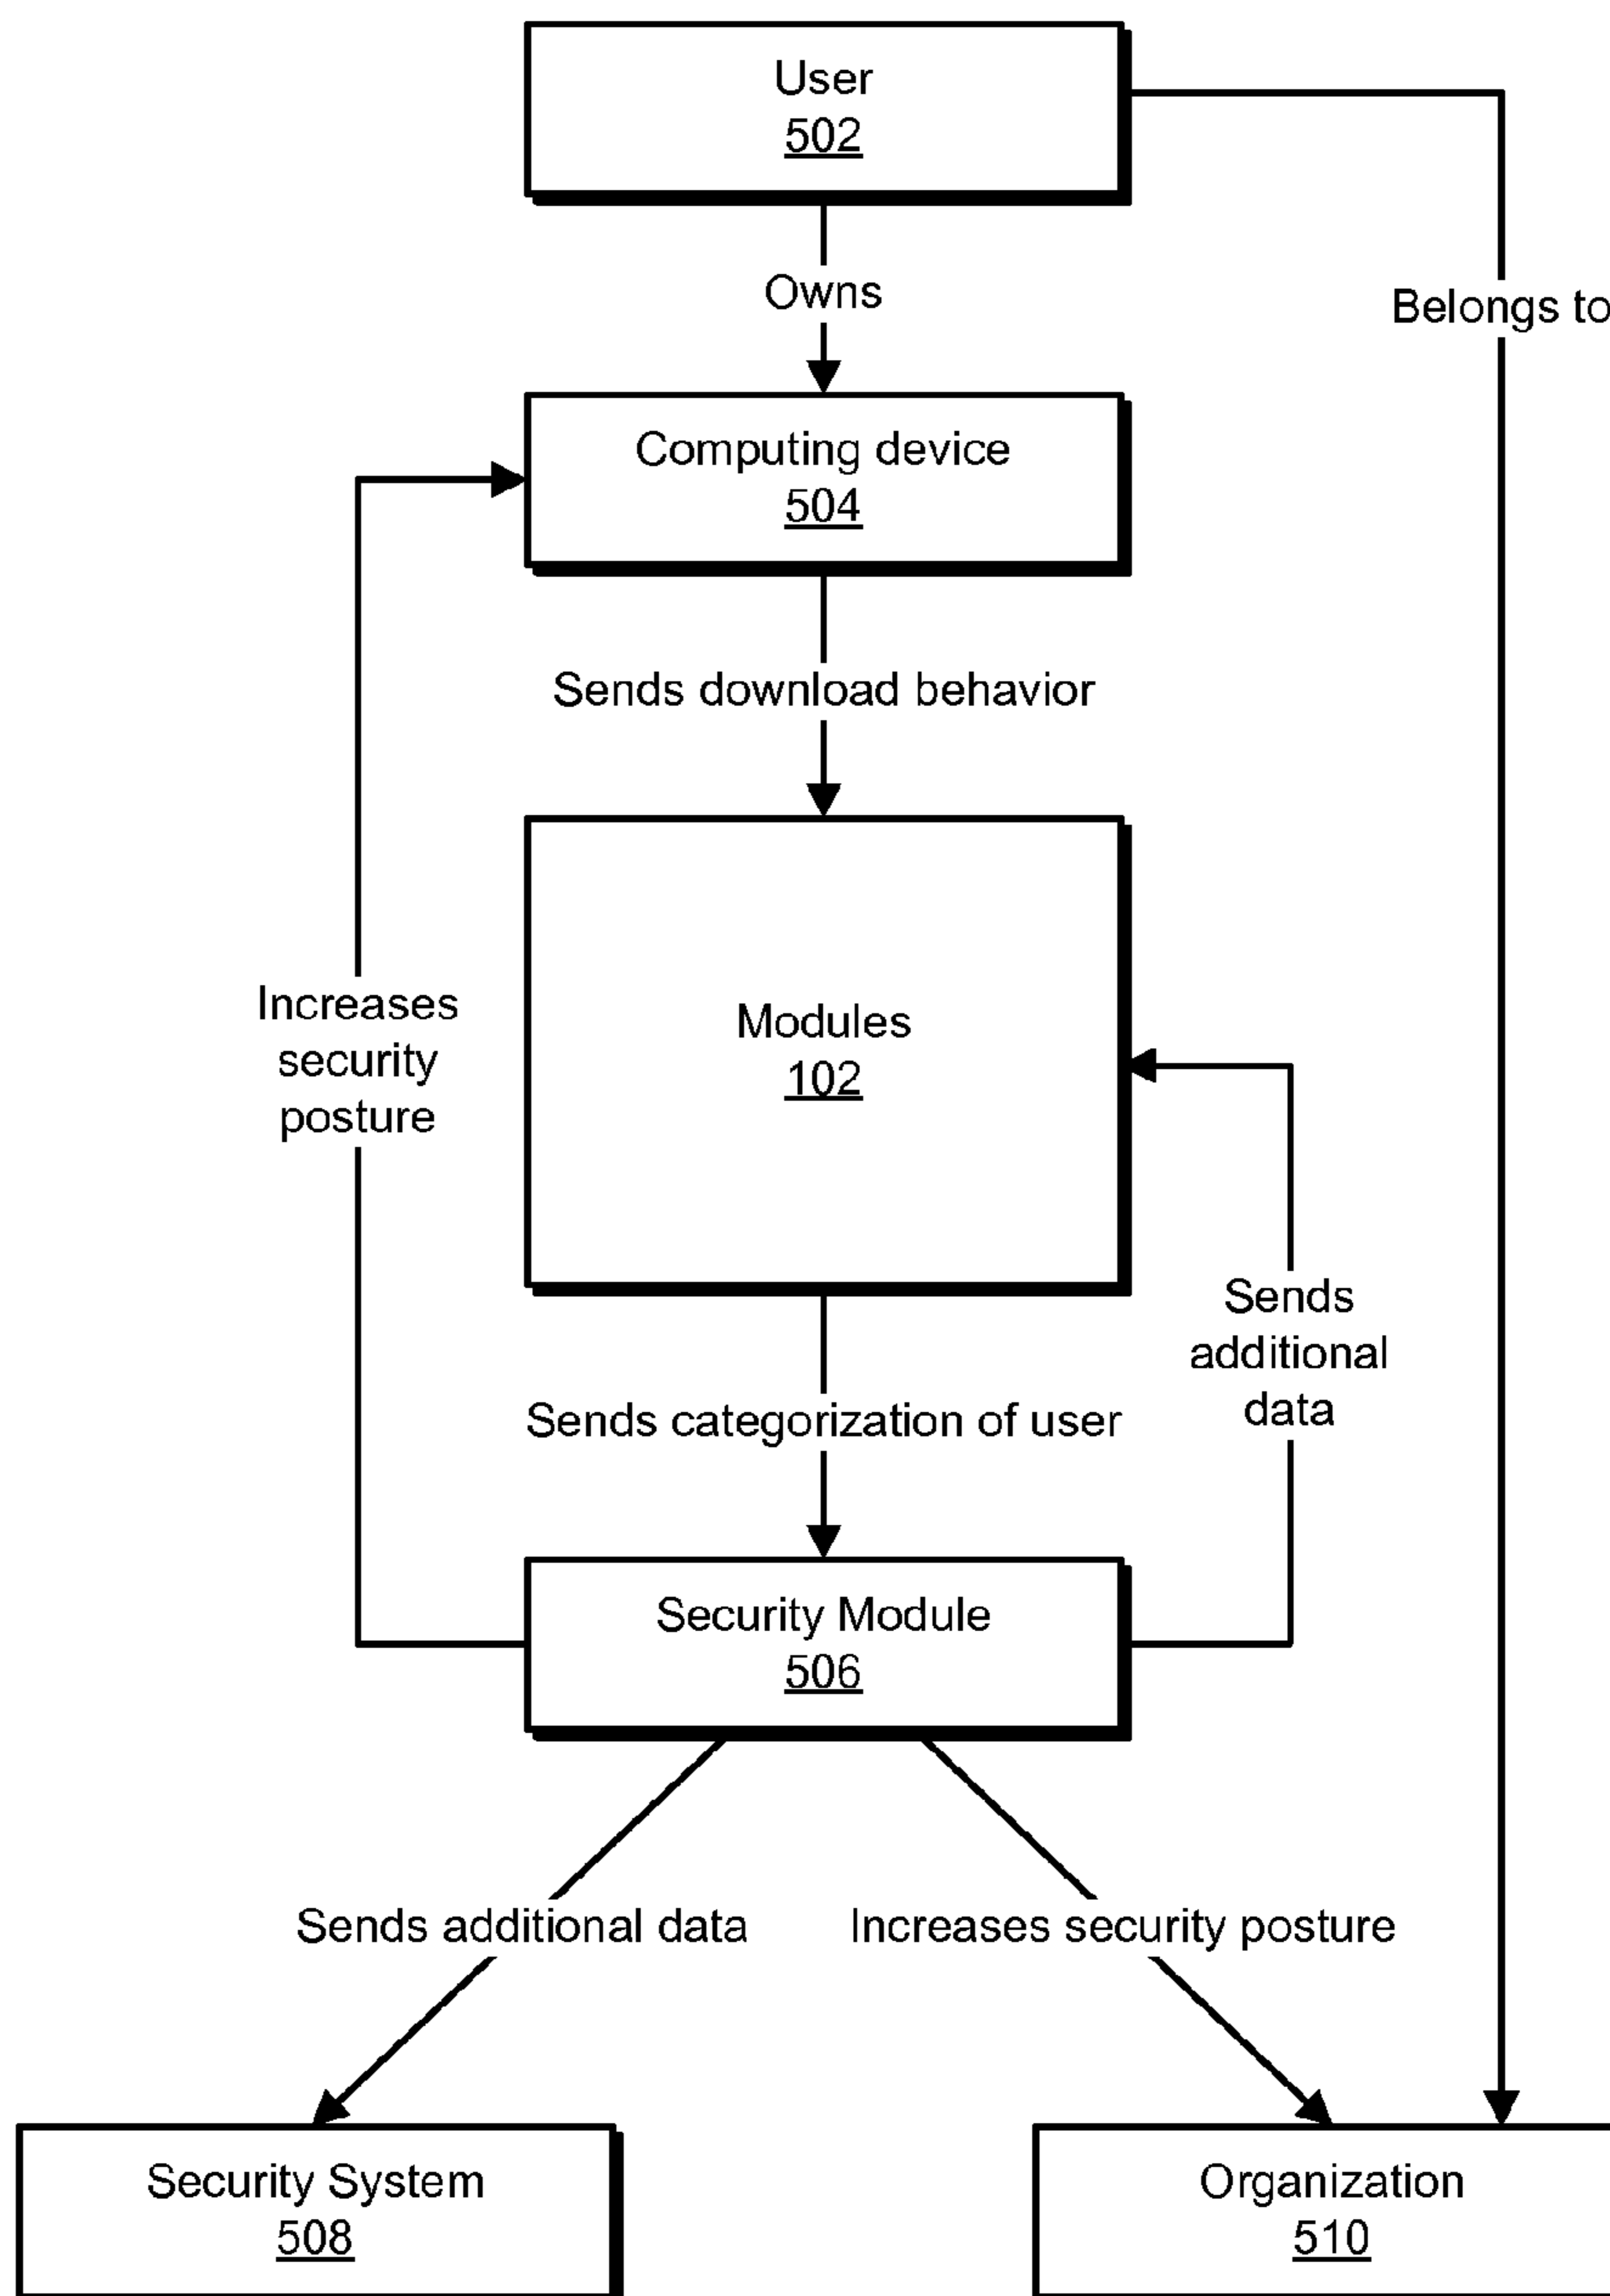 User
502
Owns
Belongs to
Computing device
504
Sends download behavior
Increases
security
posture
Modules
102
Sends
additional
data
Sends categorization of user
Security Module
506
Sends additional data
Increases security posture
Security System
508
Organization
510